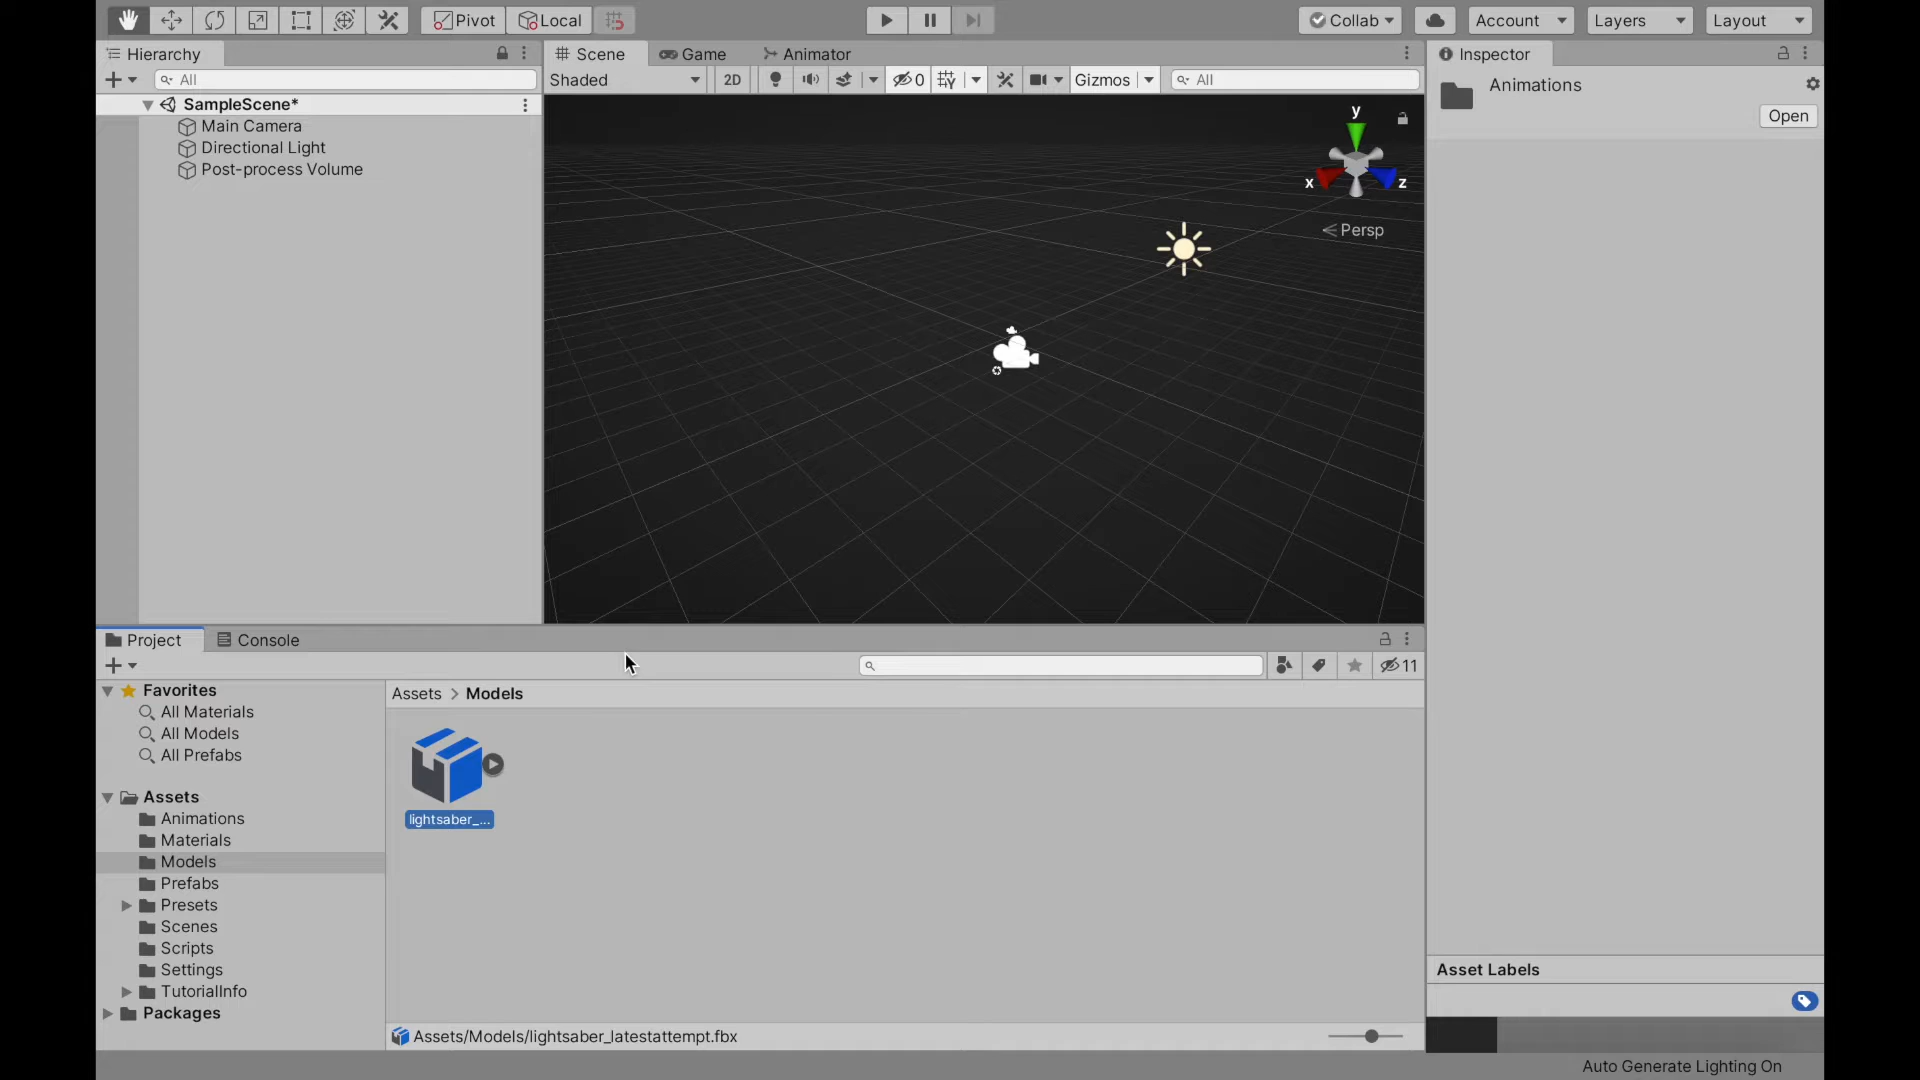 Pivot Local Collab Account Layers Layout
Hierarchy
All
SampleScene*
Main Camera
Directional Light
Post-process Volume
Scene Game Animator
Shaded 2D 0 Gizmos All
y
x z
Persp
Inspector
Animations
Open
Project Console
11
Favorites
All Materials
All Models
All Prefabs
Assets
Animations
Materials
Models
Prefabs
Presets
Scenes
Scripts
Settings
TutorialInfo
Packages
Assets > Models
lightsaber_...
Assets/Models/lightsaber_latestattempt.fbx
Asset Labels
Auto Generate Lighting On